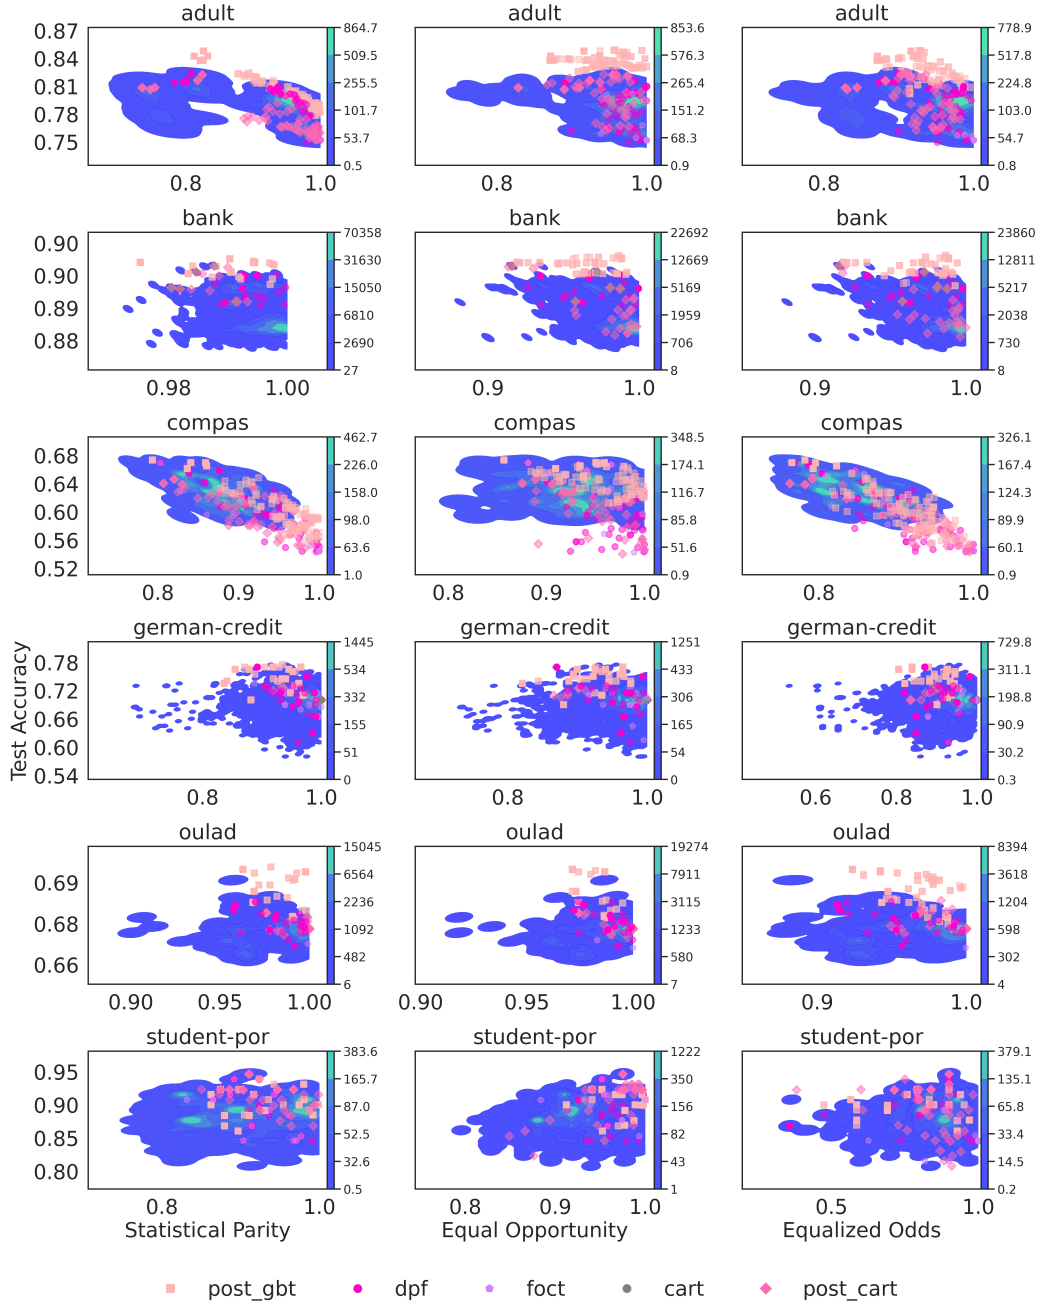 adult adult adult
0.87 864.7 853.6 778.9
0.84 509.5 576.3 517.8
0.81 255.5 265.4 224.8
0.78 101.7 151.2 103.0
0.75 53.7 68.3 54.7
0.5 0.9 0.8
0.8 1.0 0.8 1.0 0.8 1.0
bank bank bank
0.90 70358 22692 23860
0.90 31630 12669 12811
0.89 15050 5169 5217
0.88 6810 1959 2038
2690 706 730
27 8 8
0.98 1.00 0.9 1.0 0.9 1.0
compas compas compas
0.68 462.7 348.5 326.1
0.64 226.0 174.1 167.4
0.60 158.0 116.7 124.3
0.56 98.0 85.8 89.9
0.52 63.6 51.6 60.1
1.0 0.9 0.9
0.8 0.9 1.0 0.8 0.9 1.0 0.8 1.0
german-credit german-credit german-credit
Test Accuracy
0.78 1445 1251 729.8
0.72 534 433 311.1
0.66 332 306 198.8
0.60 155 165 90.9
0.54 51 54 30.2
0 0 0.3
0.8 1.0 0.8 1.0 0.6 0.8 1.0
oulad oulad oulad
0.69 15045 19274 8394
0.68 6564 7911 3618
0.66 2236 3115 1204
1092 1233 598
482 580 302
6 7 4
0.90 0.95 1.00 0.90 0.95 1.00 0.9 1.0
student-por student-por student-por
0.95 383.6 1222 379.1
0.90 165.7 350 135.1
0.85 87.0 156 65.8
0.80 52.5 82 33.4
32.6 43 14.5
0.5 1 0.2
0.8 1.0 0.8 0.9 1.0 0.5 1.0
Statistical Parity Equal Opportunity Equalized Odds
post_gbt dpf foct cart post_cart